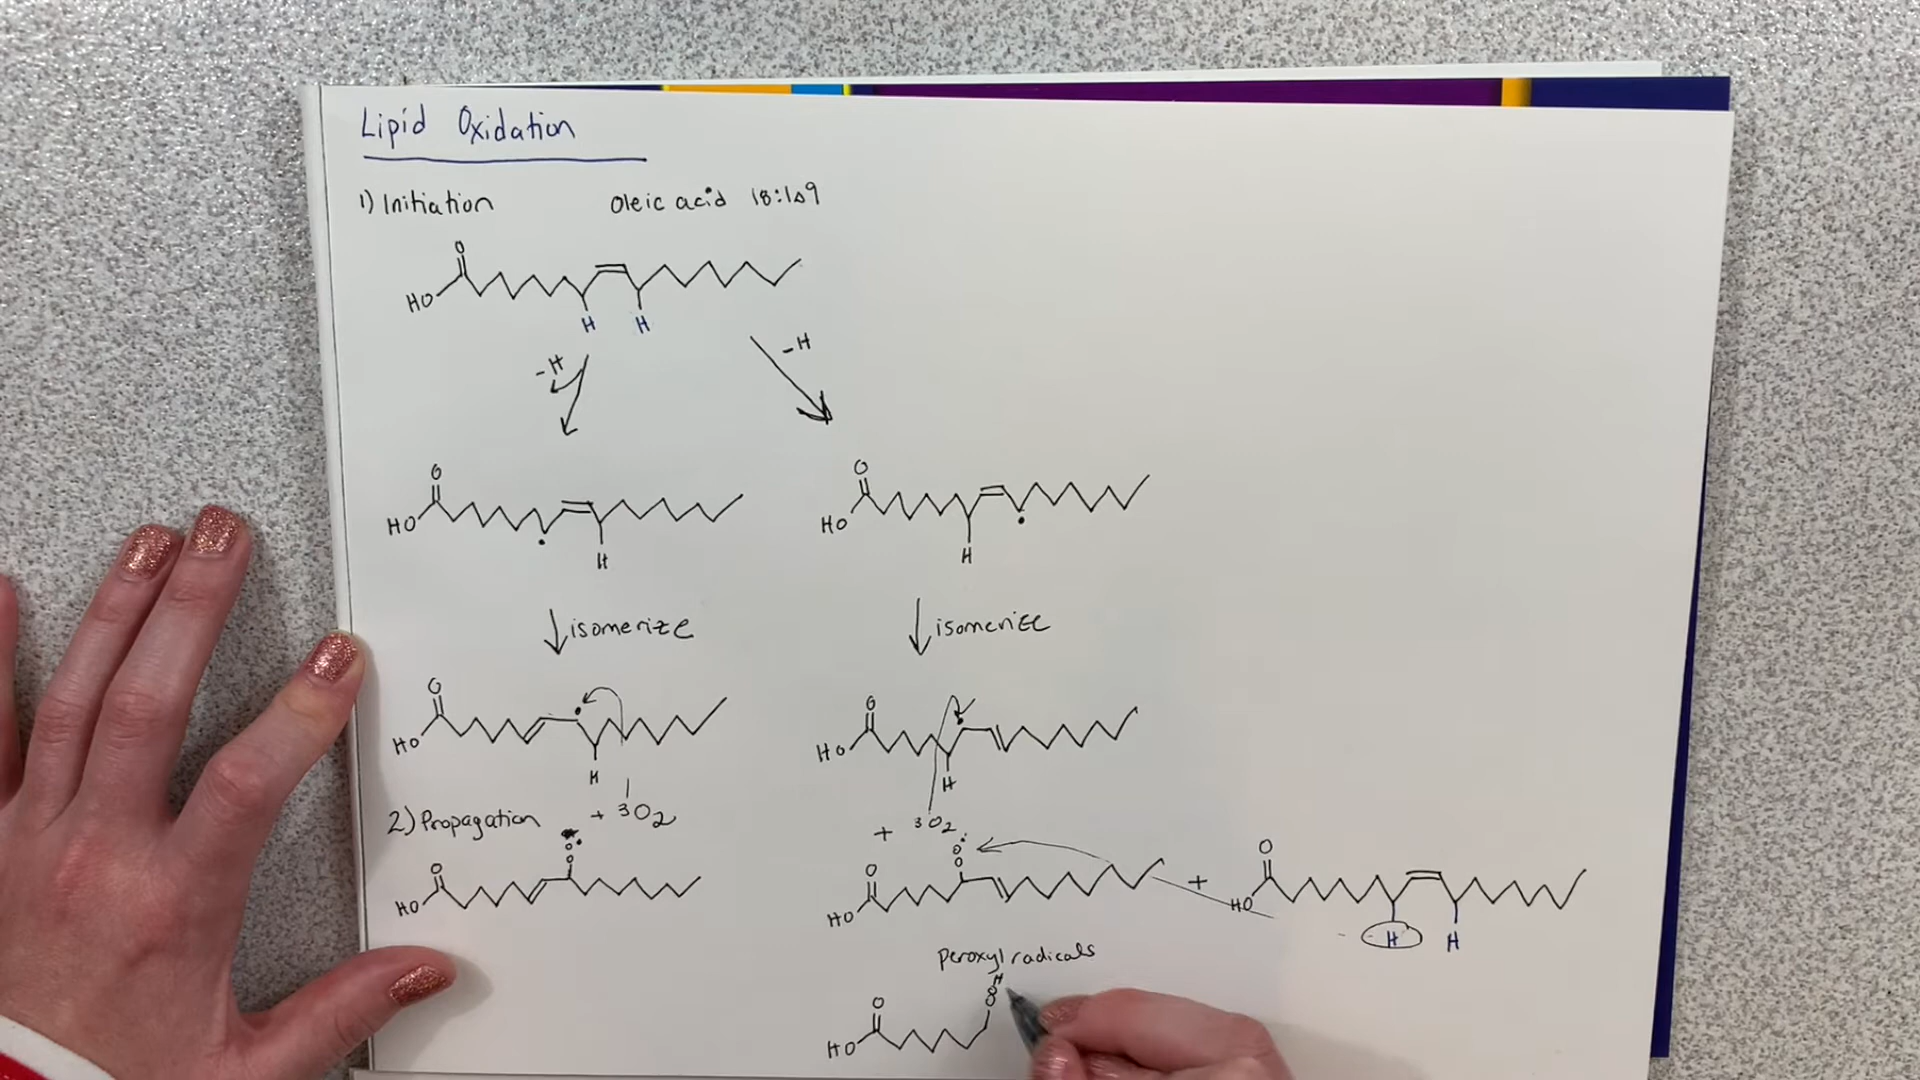 Lipid Oxidation
1) Initiation Oleic acid 18:1Δ9
O
HO
H H
-H -H
O O
HO HO
H H
↓ isomerize ↓ isomerize
O O
HO HO
H H
2) Propagation + ³O₂ + ³O₂
O O
O O
O O O
HO HO + HO
H H
peroxyl radicals
H
O
O O
HO